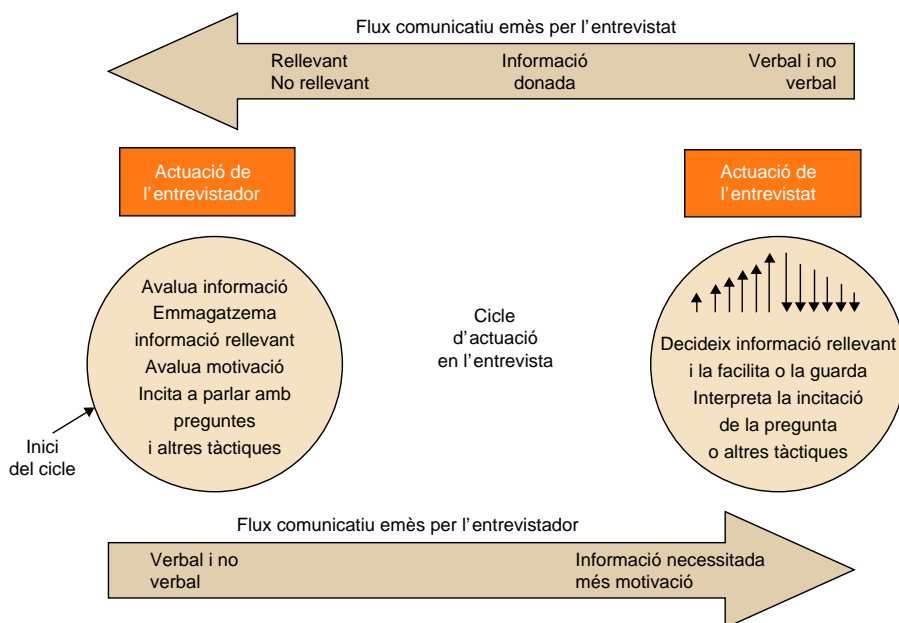 Flux comunicatiu emès per l'entrevistat
Rellevant
No rellevant
Informació
donada
Verbal i no
verbal
Actuació de
l'entrevistador
Actuació de
l'entrevistat
Avalua informació
Emmagatzema
informació rellevant
Avalua motivació
Incita a parlar amb
preguntes
i altres tàctiques
Cicle
d'actuació
en l'entrevista
Decideix informació rellevant
i la facilita o la guarda
Interpreta la incitació
de la pregunta
o altres tàctiques
Inici
del cicle
Flux comunicatiu emès per l'entrevistador
Verbal i no
verbal
Informació necessitada
més motivació